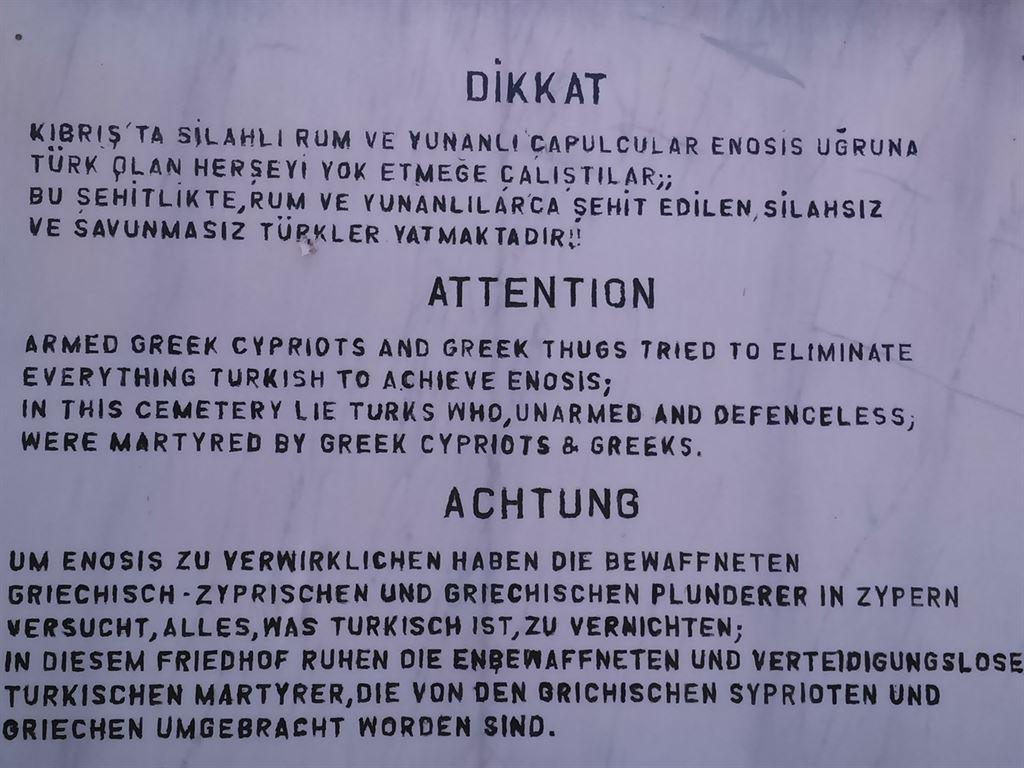 DİKKAT
KIBRIŞ'TA SİLAHLI RUM VE YUNANLI ÇAPULCULAR ENOSIS UĞRUNA
TÜRK OLAN HERŞEYİ YOK ETMEĞE ÇALIŞTILAR;;
BU ŞEHİTLİKTE, RUM VE YUNANLILARCA ŞEHİT EDİLEN, SİLAHSIZ
VE SAVUNMASIZ TÜRKLER YATMAKTADIR!!
ATTENTION
ARMED GREEK CYPRIOTS AND GREEK THUGS TRIED TO ELIMINATE
EVERYTHING TURKISH TO ACHIEVE ENOSIS;
IN THIS CEMETERY LIE TURKS WHO, UNARMED AND DEFENCELESS;
WERE MARTYRED BY GREEK CYPRIOTS & GREEKS.
ACHTUNG
UM ENOSIS ZU VERWIRKLICHEN HABEN DIE BEWAFFNETEN
GRIECHISCH-ZYPRISCHEN UND GRIECHISCHEN PLUNDERER IN ZYPERN
VERSUCHT, ALLES, WAS TURKISCH IST, ZU VERNICHTEN;
IN DIESEM FRIEDHOF RUHEN DIE ENBEWAFFNETEN UND VERTEIDIGUNGSLOSE
TURKISCHEN MARTYRER, DIE VON DEN GRICHISCHEN SYPRIOTEN UND
GRIECHEN UMGEBRACHT WORDEN SIND.